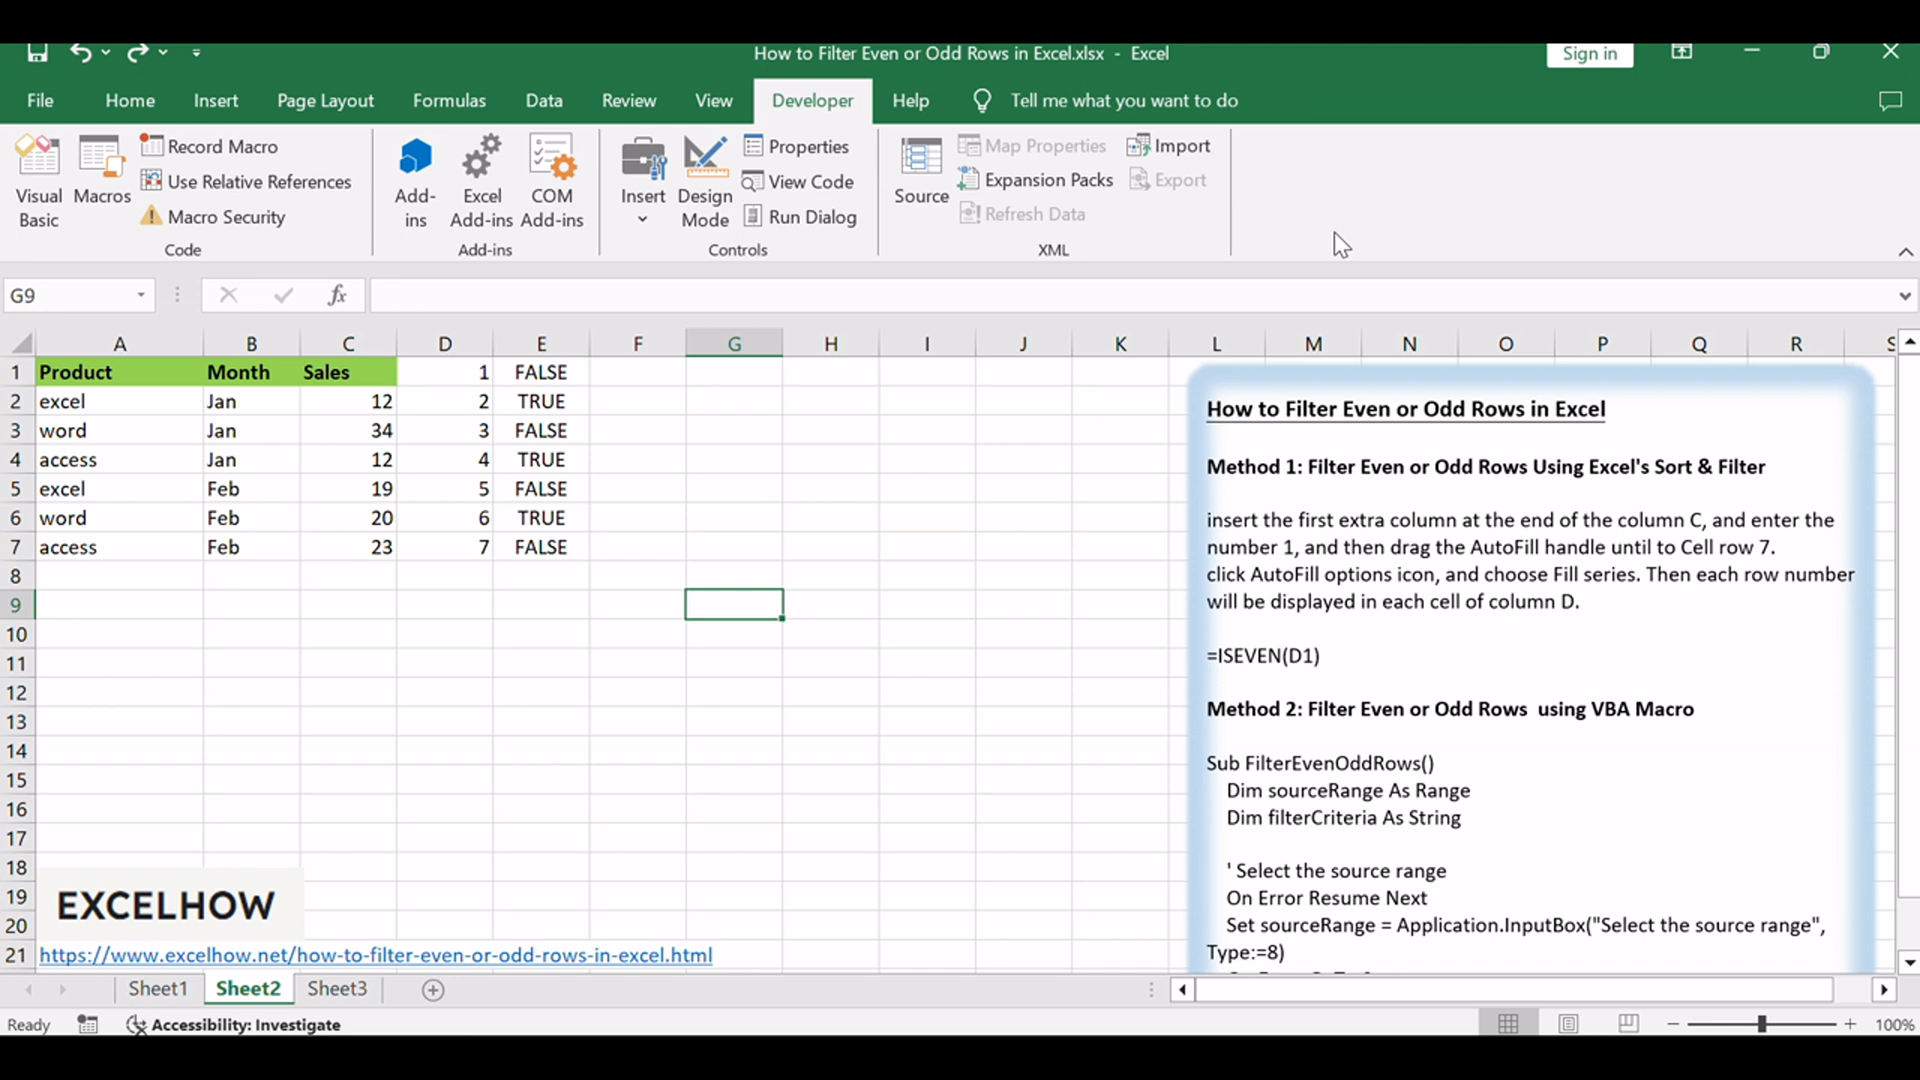 How to Filter Even or Odd Rows in Excel.xlsx - Excel
Sign in
File Home Insert Page Layout Formulas Data Review View Developer Help Tell me what you want to do
Visual Basic
Macros
Record Macro
Use Relative References
Macro Security
Code
Add-ins
Excel Add-ins
COM Add-ins
Add-ins
Insert
Design Mode
Properties
View Code
Run Dialog
Controls
Source
Map Properties
Expansion Packs
Refresh Data
Import
Export
XML
G9
fx
A B C D E F G H I J K L M N O P Q R S
1 Product Month Sales 1 FALSE
2 excel Jan 12 2 TRUE
3 word Jan 34 3 FALSE
4 access Jan 12 4 TRUE
5 excel Feb 19 5 FALSE
6 word Feb 20 6 TRUE
7 access Feb 23 7 FALSE
8
9
10
11
12
13
14
15
16
17
18
19
20
21
EXCELHOW
https://www.excelhow.net/how-to-filter-even-or-odd-rows-in-excel.html
How to Filter Even or Odd Rows in Excel
Method 1: Filter Even or Odd Rows Using Excel's Sort & Filter
insert the first extra column at the end of the column C, and enter the
number 1, and then drag the AutoFill handle until to Cell row 7.
click AutoFill options icon, and choose Fill series. Then each row number
will be displayed in each cell of column D.
=ISEVEN(D1)
Method 2: Filter Even or Odd Rows using VBA Macro
Sub FilterEvenOddRows()
Dim sourceRange As Range
Dim filterCriteria As String
' Select the source range
On Error Resume Next
Set sourceRange = Application.InputBox("Select the source range",
Type:=8)
Sheet1 Sheet2 Sheet3
Ready
Accessibility: Investigate
100%